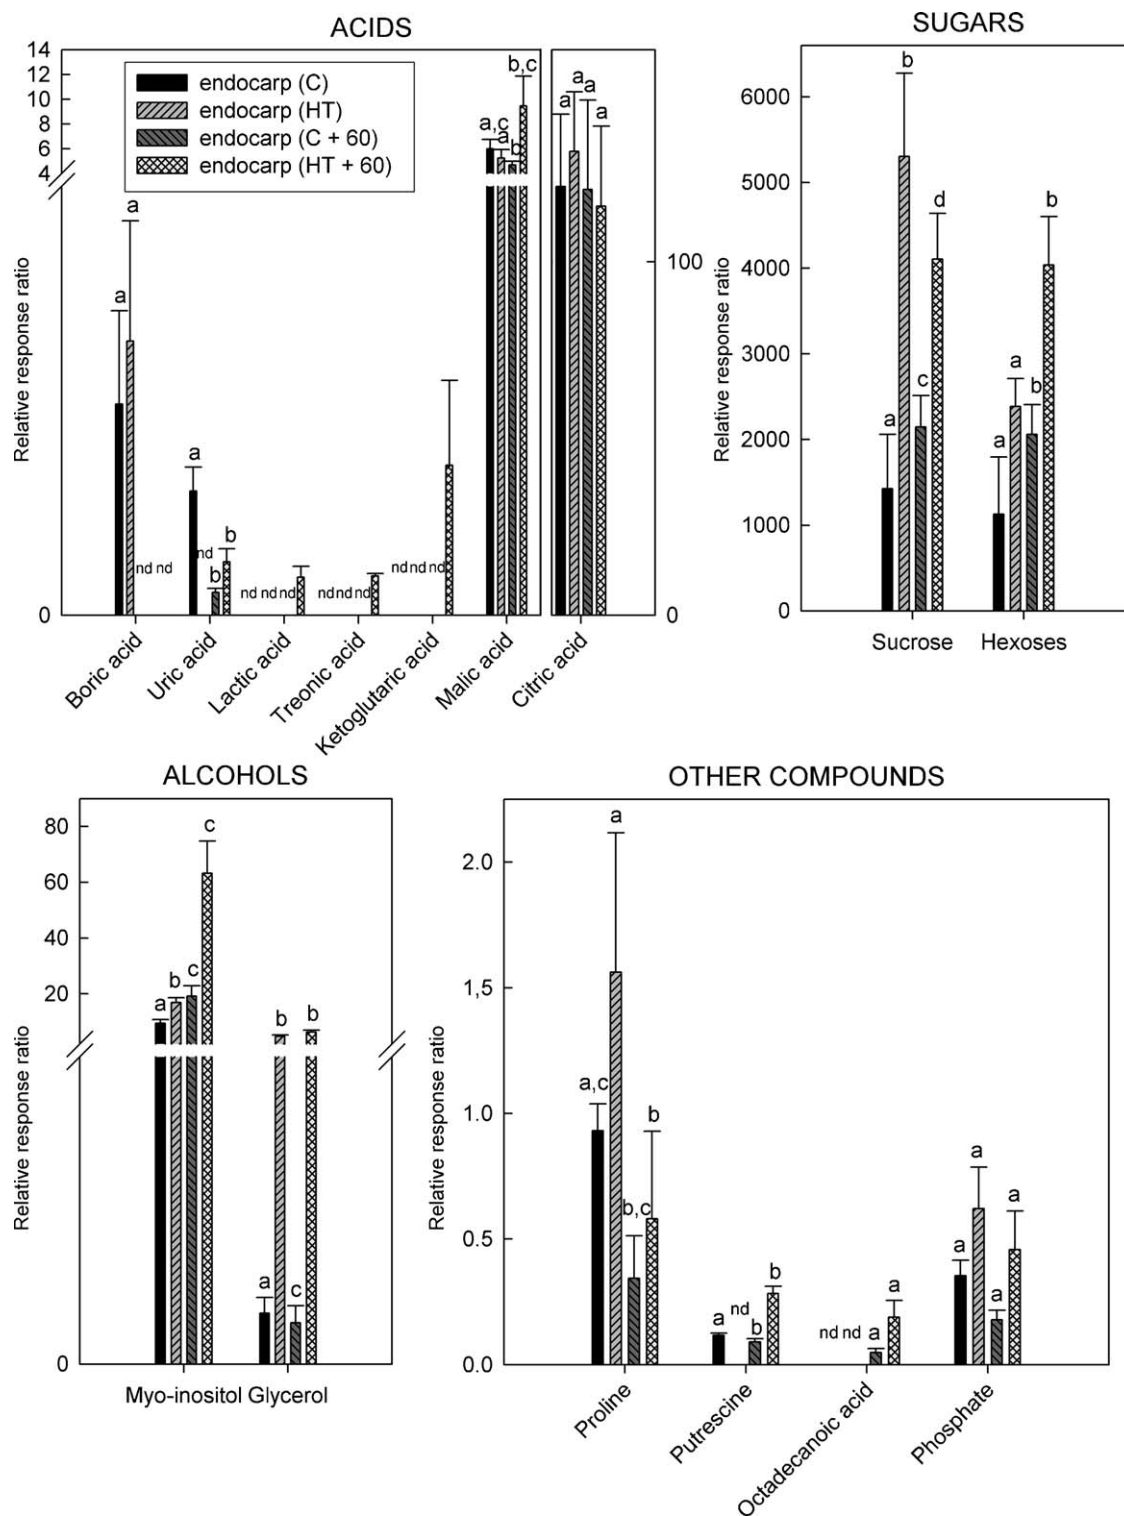 ACIDS
14
12
10
8
6
4
0
Relative response ratio
endocarp (C)
endocarp (HT)
endocarp (C + 60)
endocarp (HT + 60)
a
a
nd nd
a
nd
b
b
nd nd nd
nd nd nd
nd nd nd
a,c
a
b
b,c
a
a
a
a
100
0
Boric acid
Uric acid
Lactic acid
Treonic acid
Ketoglutaric acid
Malic acid
Citric acid
SUGARS
6000
5000
4000
3000
2000
1000
0
Relative response ratio
a
b
c
d
a
a
b
b
Sucrose Hexoses
ALCOHOLS
80
60
40
20
0
Relative response ratio
a
b
c
c
a
b
c
b
Myo-inositol Glycerol
OTHER COMPOUNDS
2.0
1,5
1.0
0.5
0.0
Relative response ratio
a,c
a
b,c
b
a
nd
b
b
nd nd
a
a
a
a
a
a
Proline
Putrescine
Octadecanoic acid
Phosphate